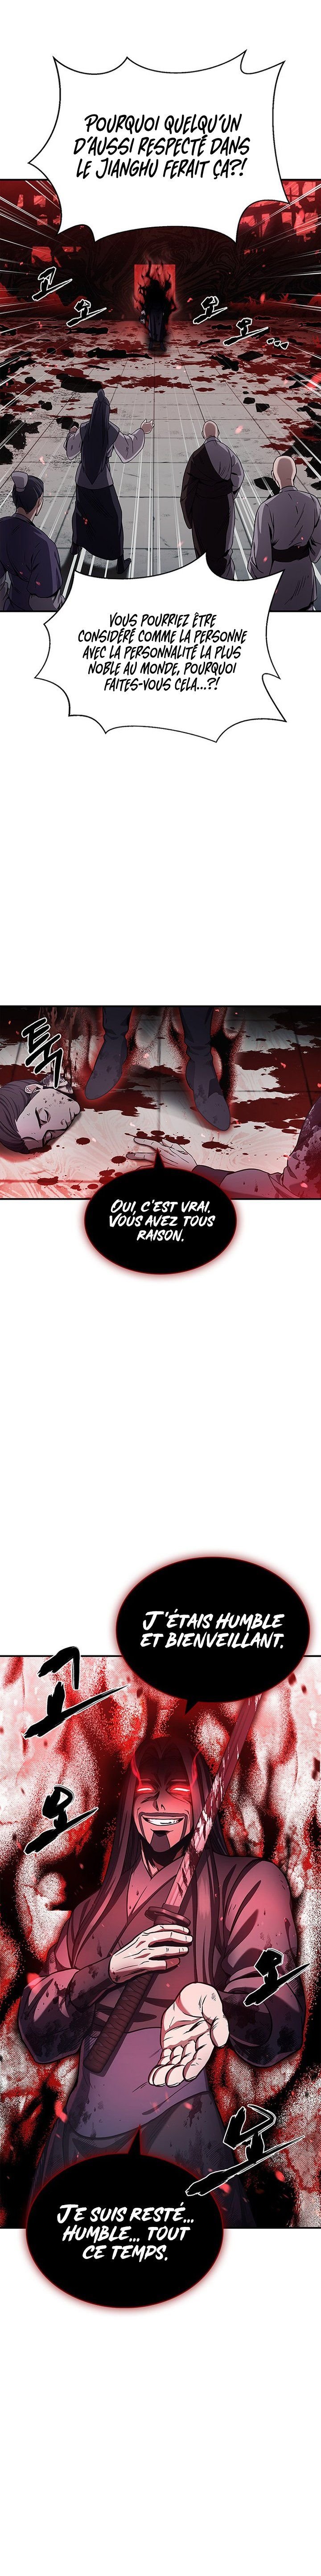 POURQUOI QUELQU'UN
D'AUSSI RESPECTÉ DANS
LE JIANGHU FERAIT ÇA?!
VOUS POURRIEZ ÊTRE
CONSIDÉRÉ COMME LA PERSONNE
AVEC LA PERSONNALITÉ LA PLUS
NOBLE AU MONDE, POURQUOI
FAITES-VOUS CELA...?!
OUI, C'EST VRAI.
VOUS AVEZ TOUS
RAISON.
J'ÉTAIS HUMBLE
ET BIENVEILLANT.
JE SUIS RESTÉ...
HUMBLE... TOUT
CE TEMPS.